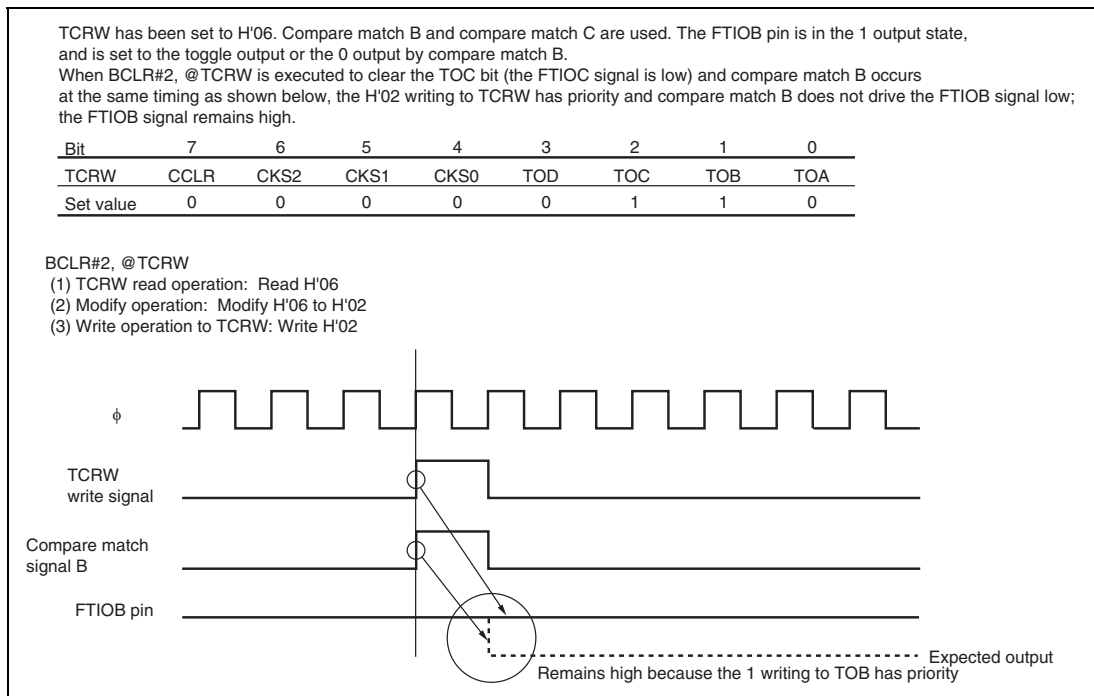 TCRW has been set to H'06. Compare match B and compare match C are used. The FTIOB pin is in the 1 output state,
and is set to the toggle output or the 0 output by compare match B.
When BCLR#2, @TCRW is executed to clear the TOC bit (the FTIOC signal is low) and compare match B occurs
at the same timing as shown below, the H'02 writing to TCRW has priority and compare match B does not drive the FTIOB signal low;
the FTIOB signal remains high.
Bit 7 6 5 4 3 2 1 0
TCRW CCLR CKS2 CKS1 CKS0 TOD TOC TOB TOA
Set value 0 0 0 0 0 1 1 0
BCLR#2, @TCRW
(1) TCRW read operation: Read H'06
(2) Modify operation: Modify H'06 to H'02
(3) Write operation to TCRW: Write H'02
ϕ
TCRW
write signal
Compare match
signal B
FTIOB pin
Expected output
Remains high because the 1 writing to TOB has priority